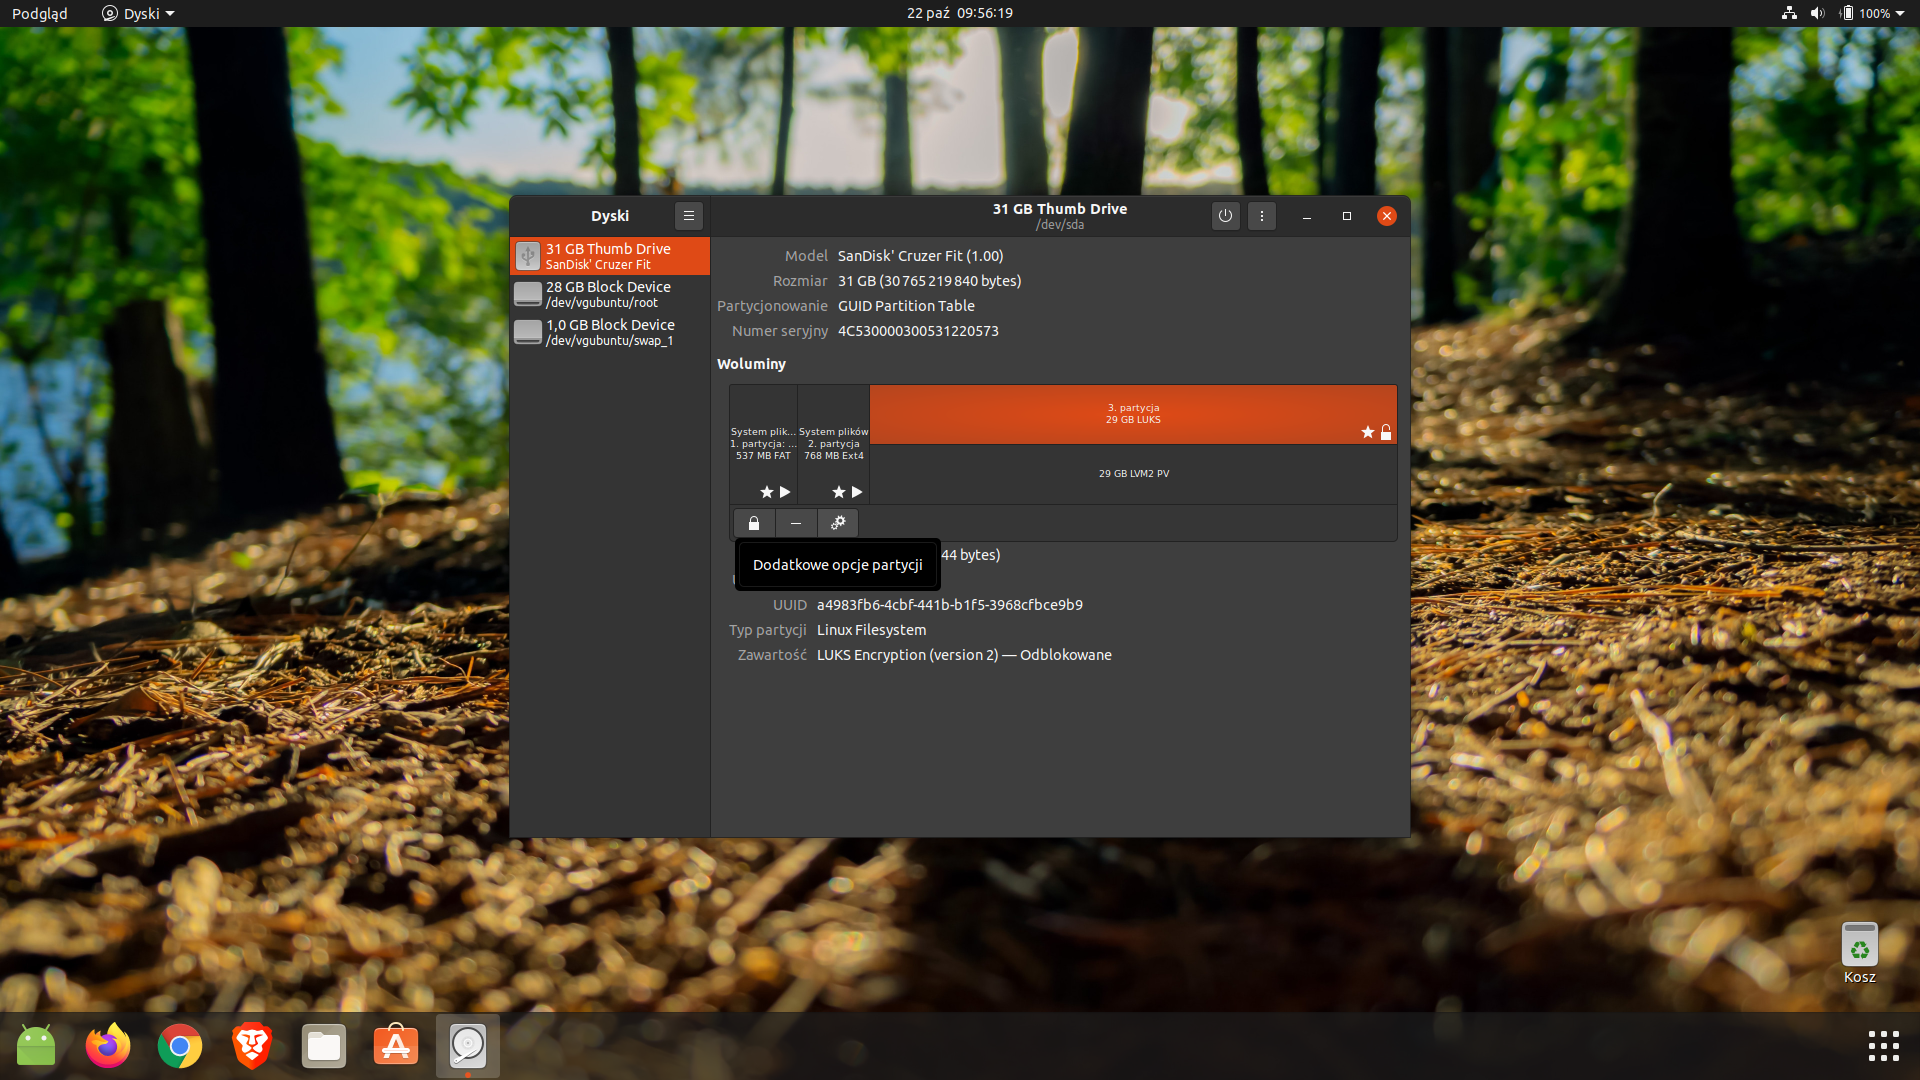 Podgląd
Dyski
22 paź 09:56:19
100%
Dyski
31 GB Thumb Drive
/dev/sda
31 GB Thumb Drive
SanDisk' Cruzer Fit
28 GB Block Device
/dev/vgubuntu/root
1,0 GB Block Device
/dev/vgubuntu/swap_1
Model SanDisk' Cruzer Fit (1.00)
Rozmiar 31 GB (30 765 219 840 bytes)
Partycjonowanie GUID Partition Table
Numer seryjny 4C530000300531220573
Woluminy
System plik...
1. partycja: ...
537 MB FAT
System plików
2. partycja
768 MB Ext4
3. partycja
29 GB LUKS
29 GB LVM2 PV
44 bytes)
Dodatkowe opcje partycji
UUID a4983fb6-4cbf-441b-b1f5-3968cfbce9b9
Typ partycji Linux Filesystem
Zawartość LUKS Encryption (version 2) — Odblokowane
Kosz